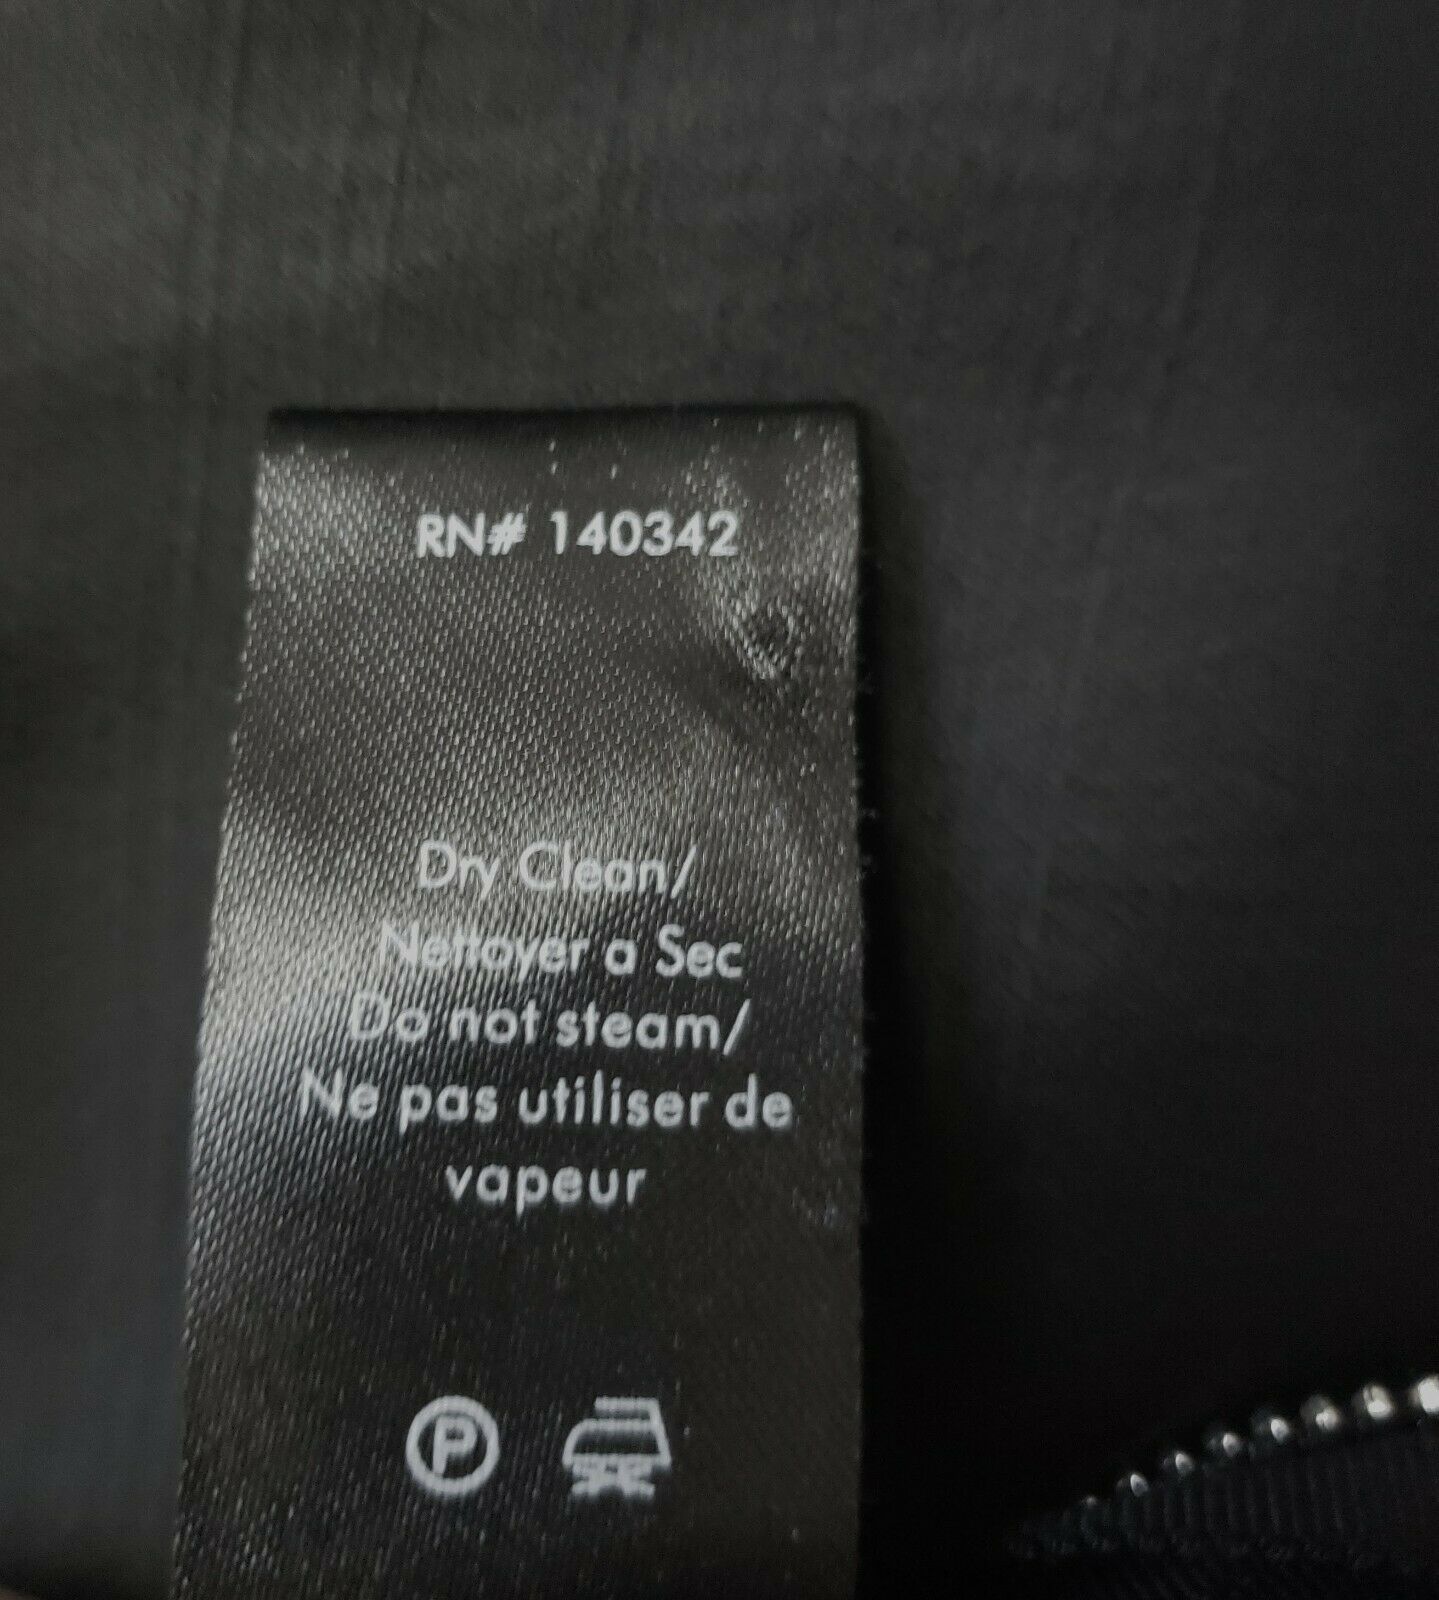 RN# 140342
Dry Clean/
Nettoyer a Sec
Do not steam/
Ne pas utiliser de
vapeur
P